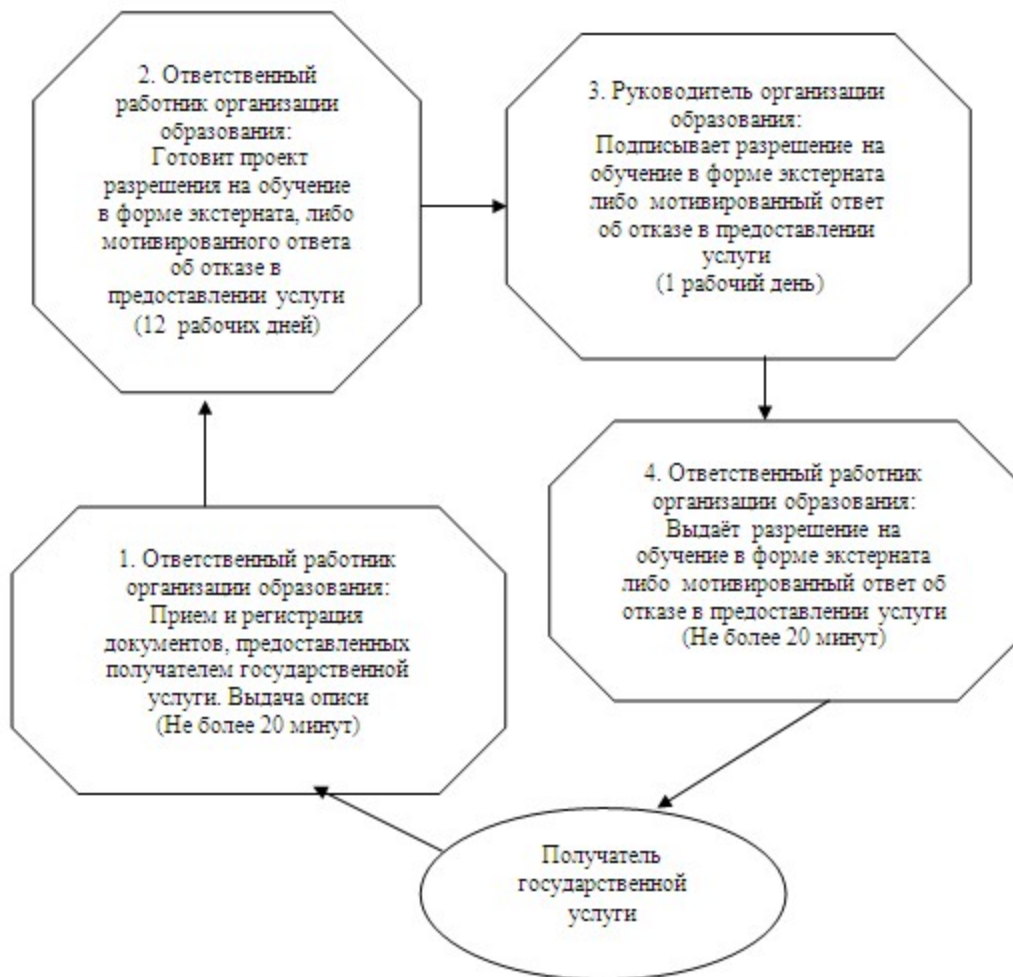 2. Ответственный
работник организации
образования:
Готовит проект
разрешения на обучение
в форме экстерната, либо
мотивированного ответа
об отказе в
предоставлении услуги
(12 рабочих дней)
3. Руководитель организации
образования:
Подписывает разрешение на
обучение в форме экстерната
либо мотивированный ответ
об отказе в предоставлении
услуги
(1 рабочий день)
1. Ответственный работник
организации образования:
Прием и регистрация
документов, предоставленных
получателем государственной
услуги. Выдача описи
(Не более 20 минут)
4. Ответственный работник
организации образования:
Выдаёт разрешение на
обучение в форме экстерната
либо мотивированный ответ об
отказе в предоставлении услуги
(Не более 20 минут)
Получатель
государственной
услуги